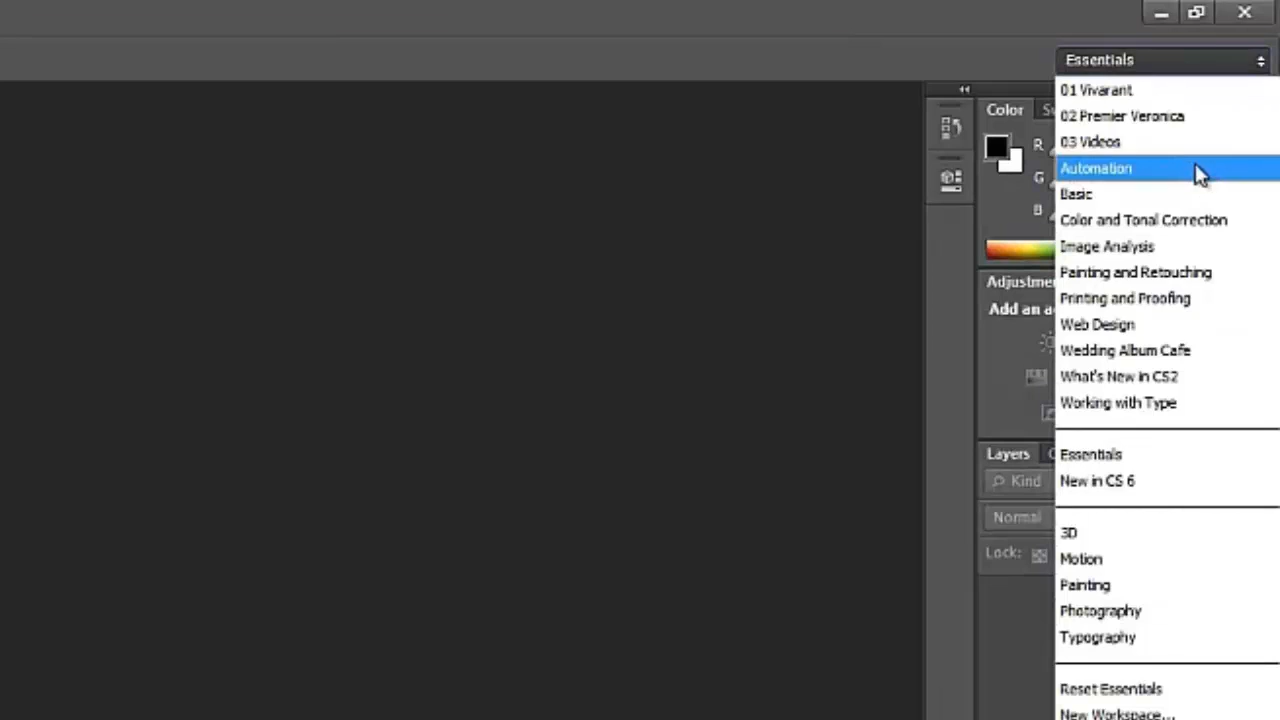 Essentials
01 Vivarant
Color
02 Premier Veronica
R
03 Videos
Automation
G
Basic
B
Color and Tonal Correction
Image Analysis
Painting and Retouching
Adjustme
Printing and Proofing
Add an a
Web Design
Wedding Album Cafe
What's New in CS2
Working with Type
Layers
Essentials
Kind
New in CS 6
Normal
3D
Lock:
Motion
Painting
Photography
Typography
Reset Essentials
New Workspace...